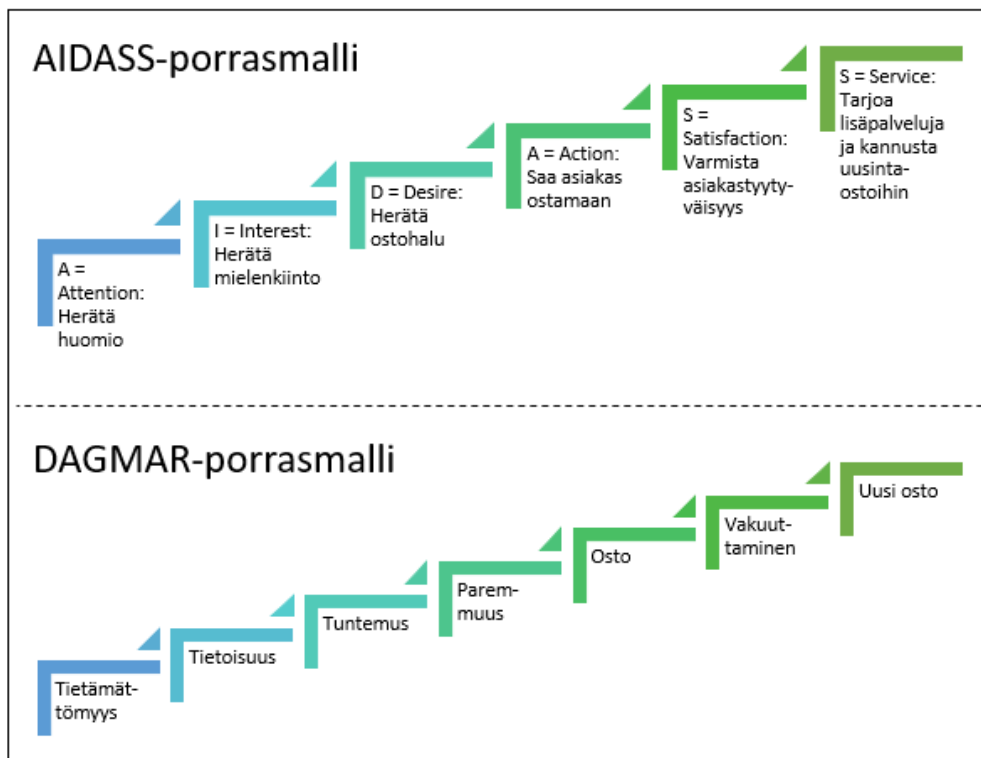 AIDASS-porrasmalli
A =
Attention:
Herätä
huomio
I = Interest:
Herätä
mielenkiinto
D = Desire:
Herätä
ostohalu
A = Action:
Saa asiakas
ostamaan
S =
Satisfaction:
Varmista
asiakastyyty-
väisyys
S = Service:
Tarjoa
lisäpalveluja
ja kannusta
uusinta-
ostoihin
DAGMAR-porrasmalli
Tietämät-
tömyys
Tietoisuus
Tuntemus
Parem-
muus
Osto
Vakuut-
taminen
Uusi osto